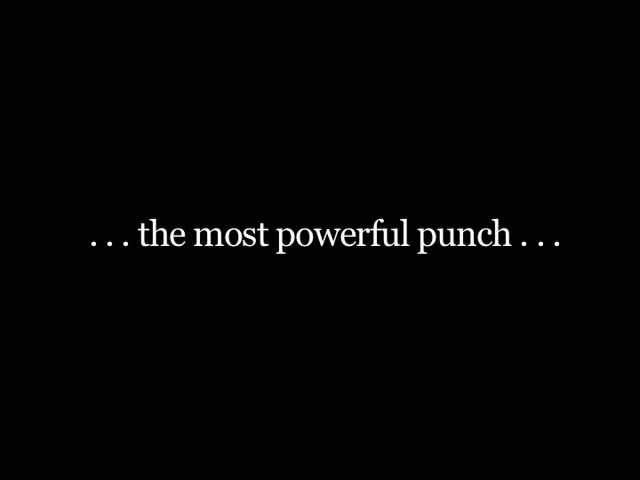 . . . the most powerful punch . . .